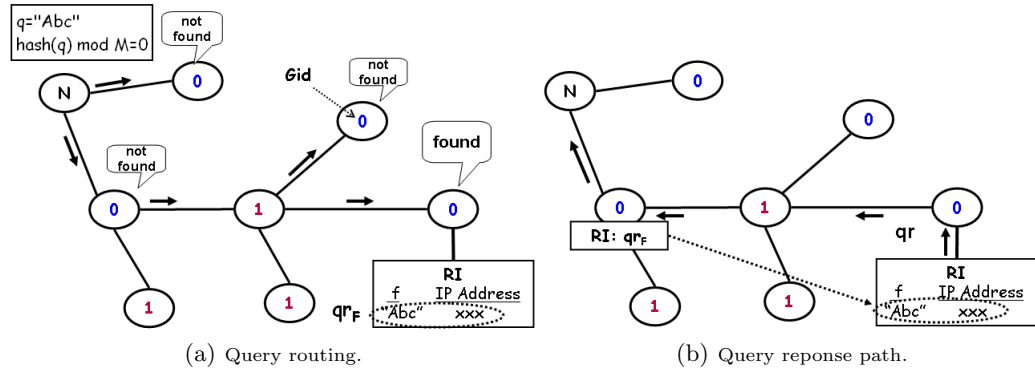 q="Abc"
hash(q) mod M=0
not
found
N
0
Gid
not
found
0
not
found
found
0
1
0
1
1
RI
f IP Address
qrF "Abc" xxx
(a) Query routing.
N
0
0
0
1
0
RI: qrF
qr
1
1
RI
f IP Address
"Abc" xxx
(b) Query reponse path.